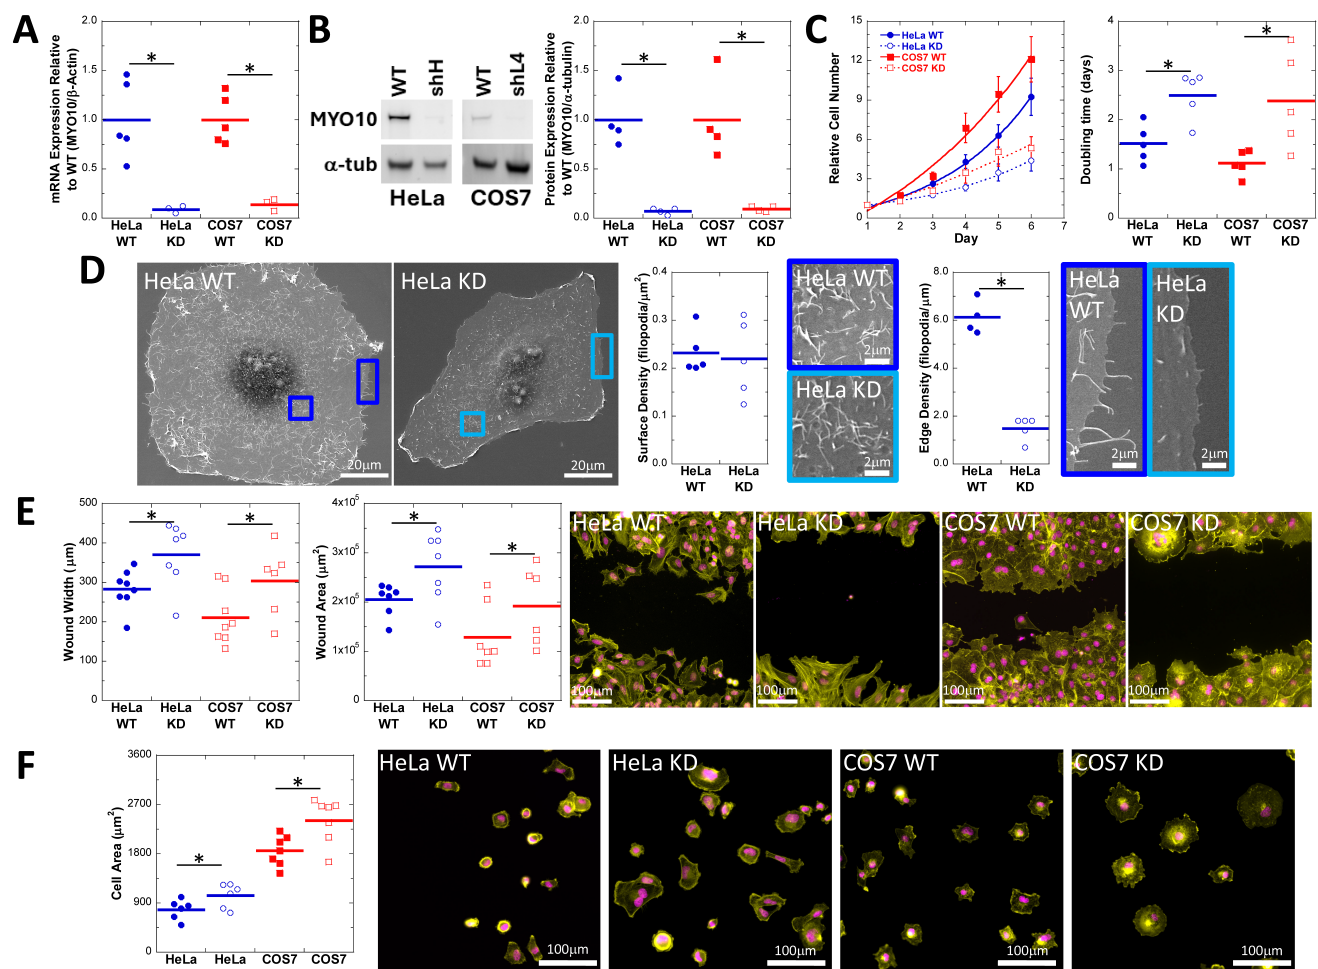 A
mRNA Expression Relative
to WT (MYO10/β-Actin)
2.0
1.5
1.0
0.5
0.0
*
*
HeLa WT
HeLa KD
COS7 WT
COS7 KD
B
WT
shH
WT
shL4
MYO10
α-tub
HeLa
COS7
Protein Expression Relative
to WT (MYO10/α-tubulin)
2.0
1.5
1.0
0.5
0.0
*
*
HeLa WT
HeLa KD
COS7 WT
COS7 KD
C
Relative Cell Number
15
12
9
6
3
0
HeLa WT
HeLa KD
COS7 WT
COS7 KD
1 2 3 4 5 6 7
Day
Doubling time (days)
4
3
2
1
0
*
*
HeLa WT
HeLa KD
COS7 WT
COS7 KD
D
HeLa WT
20μm
HeLa KD
20μm
Surface Density (filopodia/μm²)
0.4
0.3
0.2
0.1
0.0
HeLa WT
HeLa KD
HeLa WT
2μm
HeLa KD
2μm
Edge Density (filopodia/μm)
8.0
6.0
4.0
2.0
0.0
*
HeLa WT
HeLa KD
HeLa
WT
2μm
HeLa
KD
2μm
E
Wound Width (μm)
500
400
300
200
100
0
*
*
HeLa WT
HeLa KD
COS7 WT
COS7 KD
Wound Area (μm²)
4x10⁵
3x10⁵
2x10⁵
1x10⁵
0
*
*
HeLa WT
HeLa KD
COS7 WT
COS7 KD
HeLa WT
100μm
HeLa KD
100μm
COS7 WT
100μm
COS7 KD
100μm
F
Cell Area (μm²)
3600
2700
1800
900
0
*
*
HeLa
HeLa
COS7
COS7
HeLa WT
100μm
HeLa KD
100μm
COS7 WT
100μm
COS7 KD
100μm